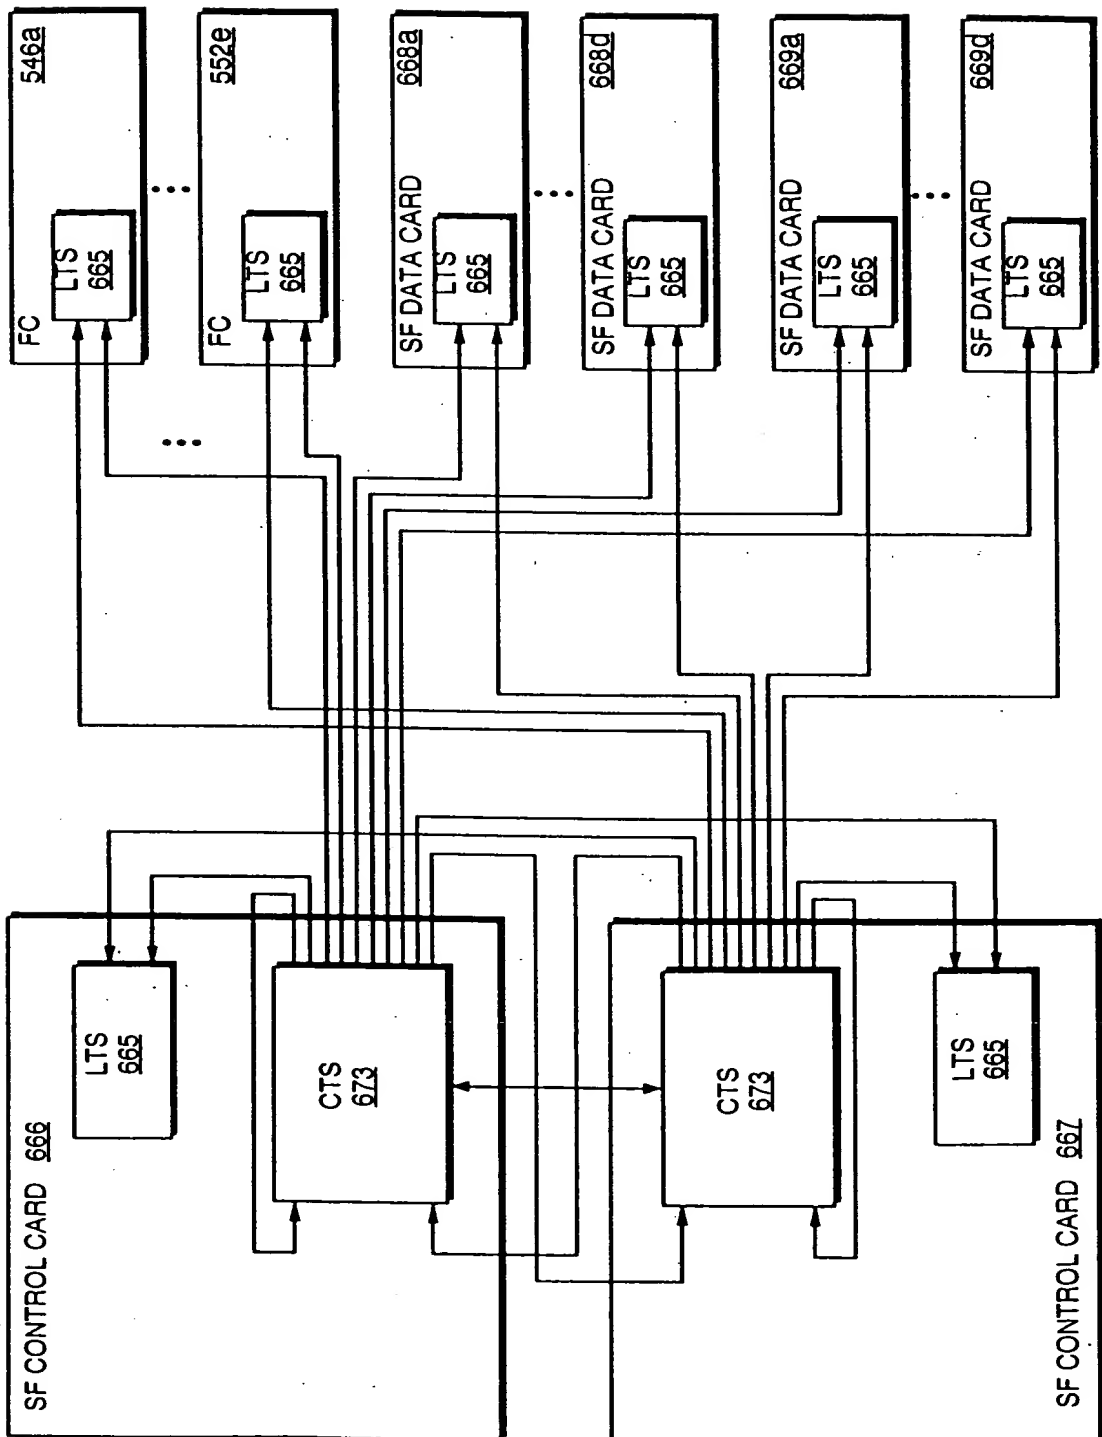 SF CONTROL CARD 666
LTS
665
CTS
673
CTS
673
LTS
665
SF CONTROL CARD 667
FC
LTS
665
546a
FC
LTS
665
552e
SF DATA CARD
LTS
665
668a
SF DATA CARD
LTS
665
668d
SF DATA CARD
LTS
665
669a
SF DATA CARD
LTS
665
669d